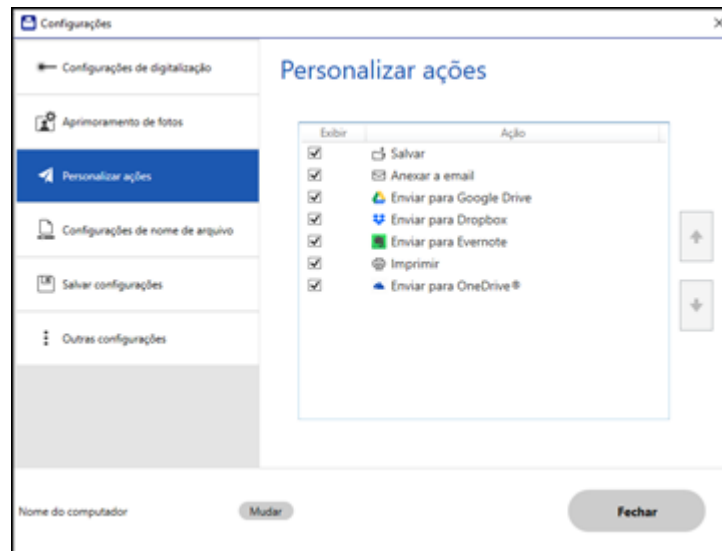 Configurações
Configurações de digitalização
Aprimoramento de fotos
Personalizar ações
Configurações de nome de arquivo
Salvar configurações
Outras configurações
Personalizar ações
Exibir Ação
Salvar
Anexar a email
Enviar para Google Drive
Enviar para Dropbox
Enviar para Evernote
Imprimir
Enviar para OneDrive®
Nome do computador Mudar Fechar